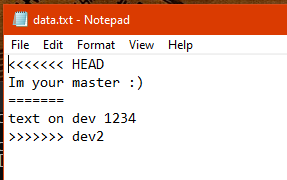 data.txt - Notepad
File Edit Format View Help
<<<<<<< HEAD
Im your master :)
=======
text on dev 1234
>>>>>>> dev2